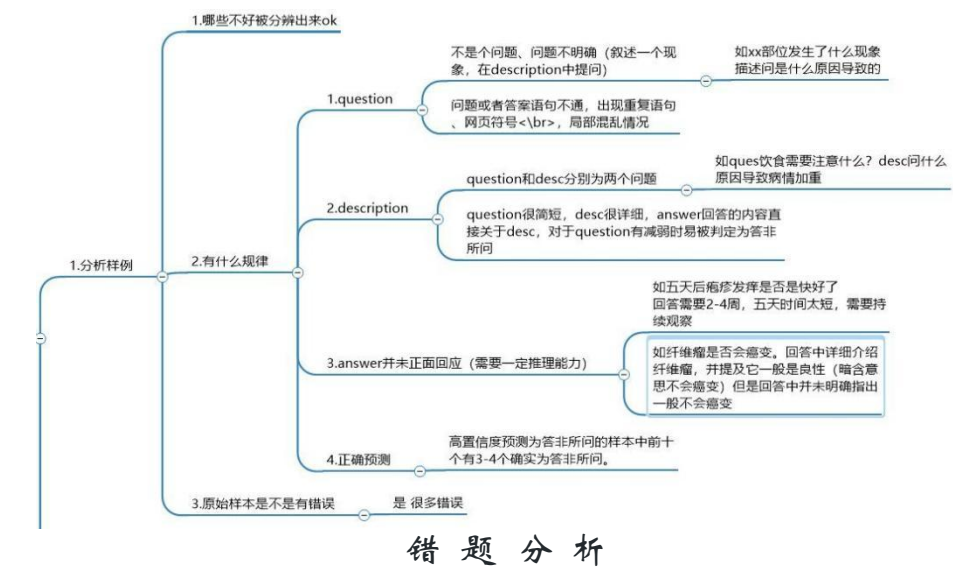 1.哪些不好被分辨出来ok
不是个问题、问题不明确（叙述一个现
象，在description中提问）
如xx部位发生了什么现象
描述问是什么原因导致的
1.question
问题或者答案语句不通，出现重复语句
、网页符号<\br>，局部混乱情况
question和desc分别为两个问题
如ques饮食需要注意什么？desc问什么
原因导致病情加重
2.description
question很简短，desc很详细，answer回答的内容直
接关于desc，对于question有减弱时易被判定为答非
所问
1.分析样例
2.有什么规律
如五天后疱疹发痒是否是快好了
回答需要2-4周，五天时间太短，需要持
续观察
3.answer并未正面回应（需要一定推理能力）
如纤维瘤是否会癌变。回答中详细介绍
纤维瘤，并提及它一般是良性（暗含意
思不会癌变）但是回答中并未明确指出
一般不会癌变
4.正确预测
高置信度预测为答非所问的样本中前十
个有3-4个确实为答非所问。
3.原始样本是不是有错误
是 很多错误
错 题 分 析